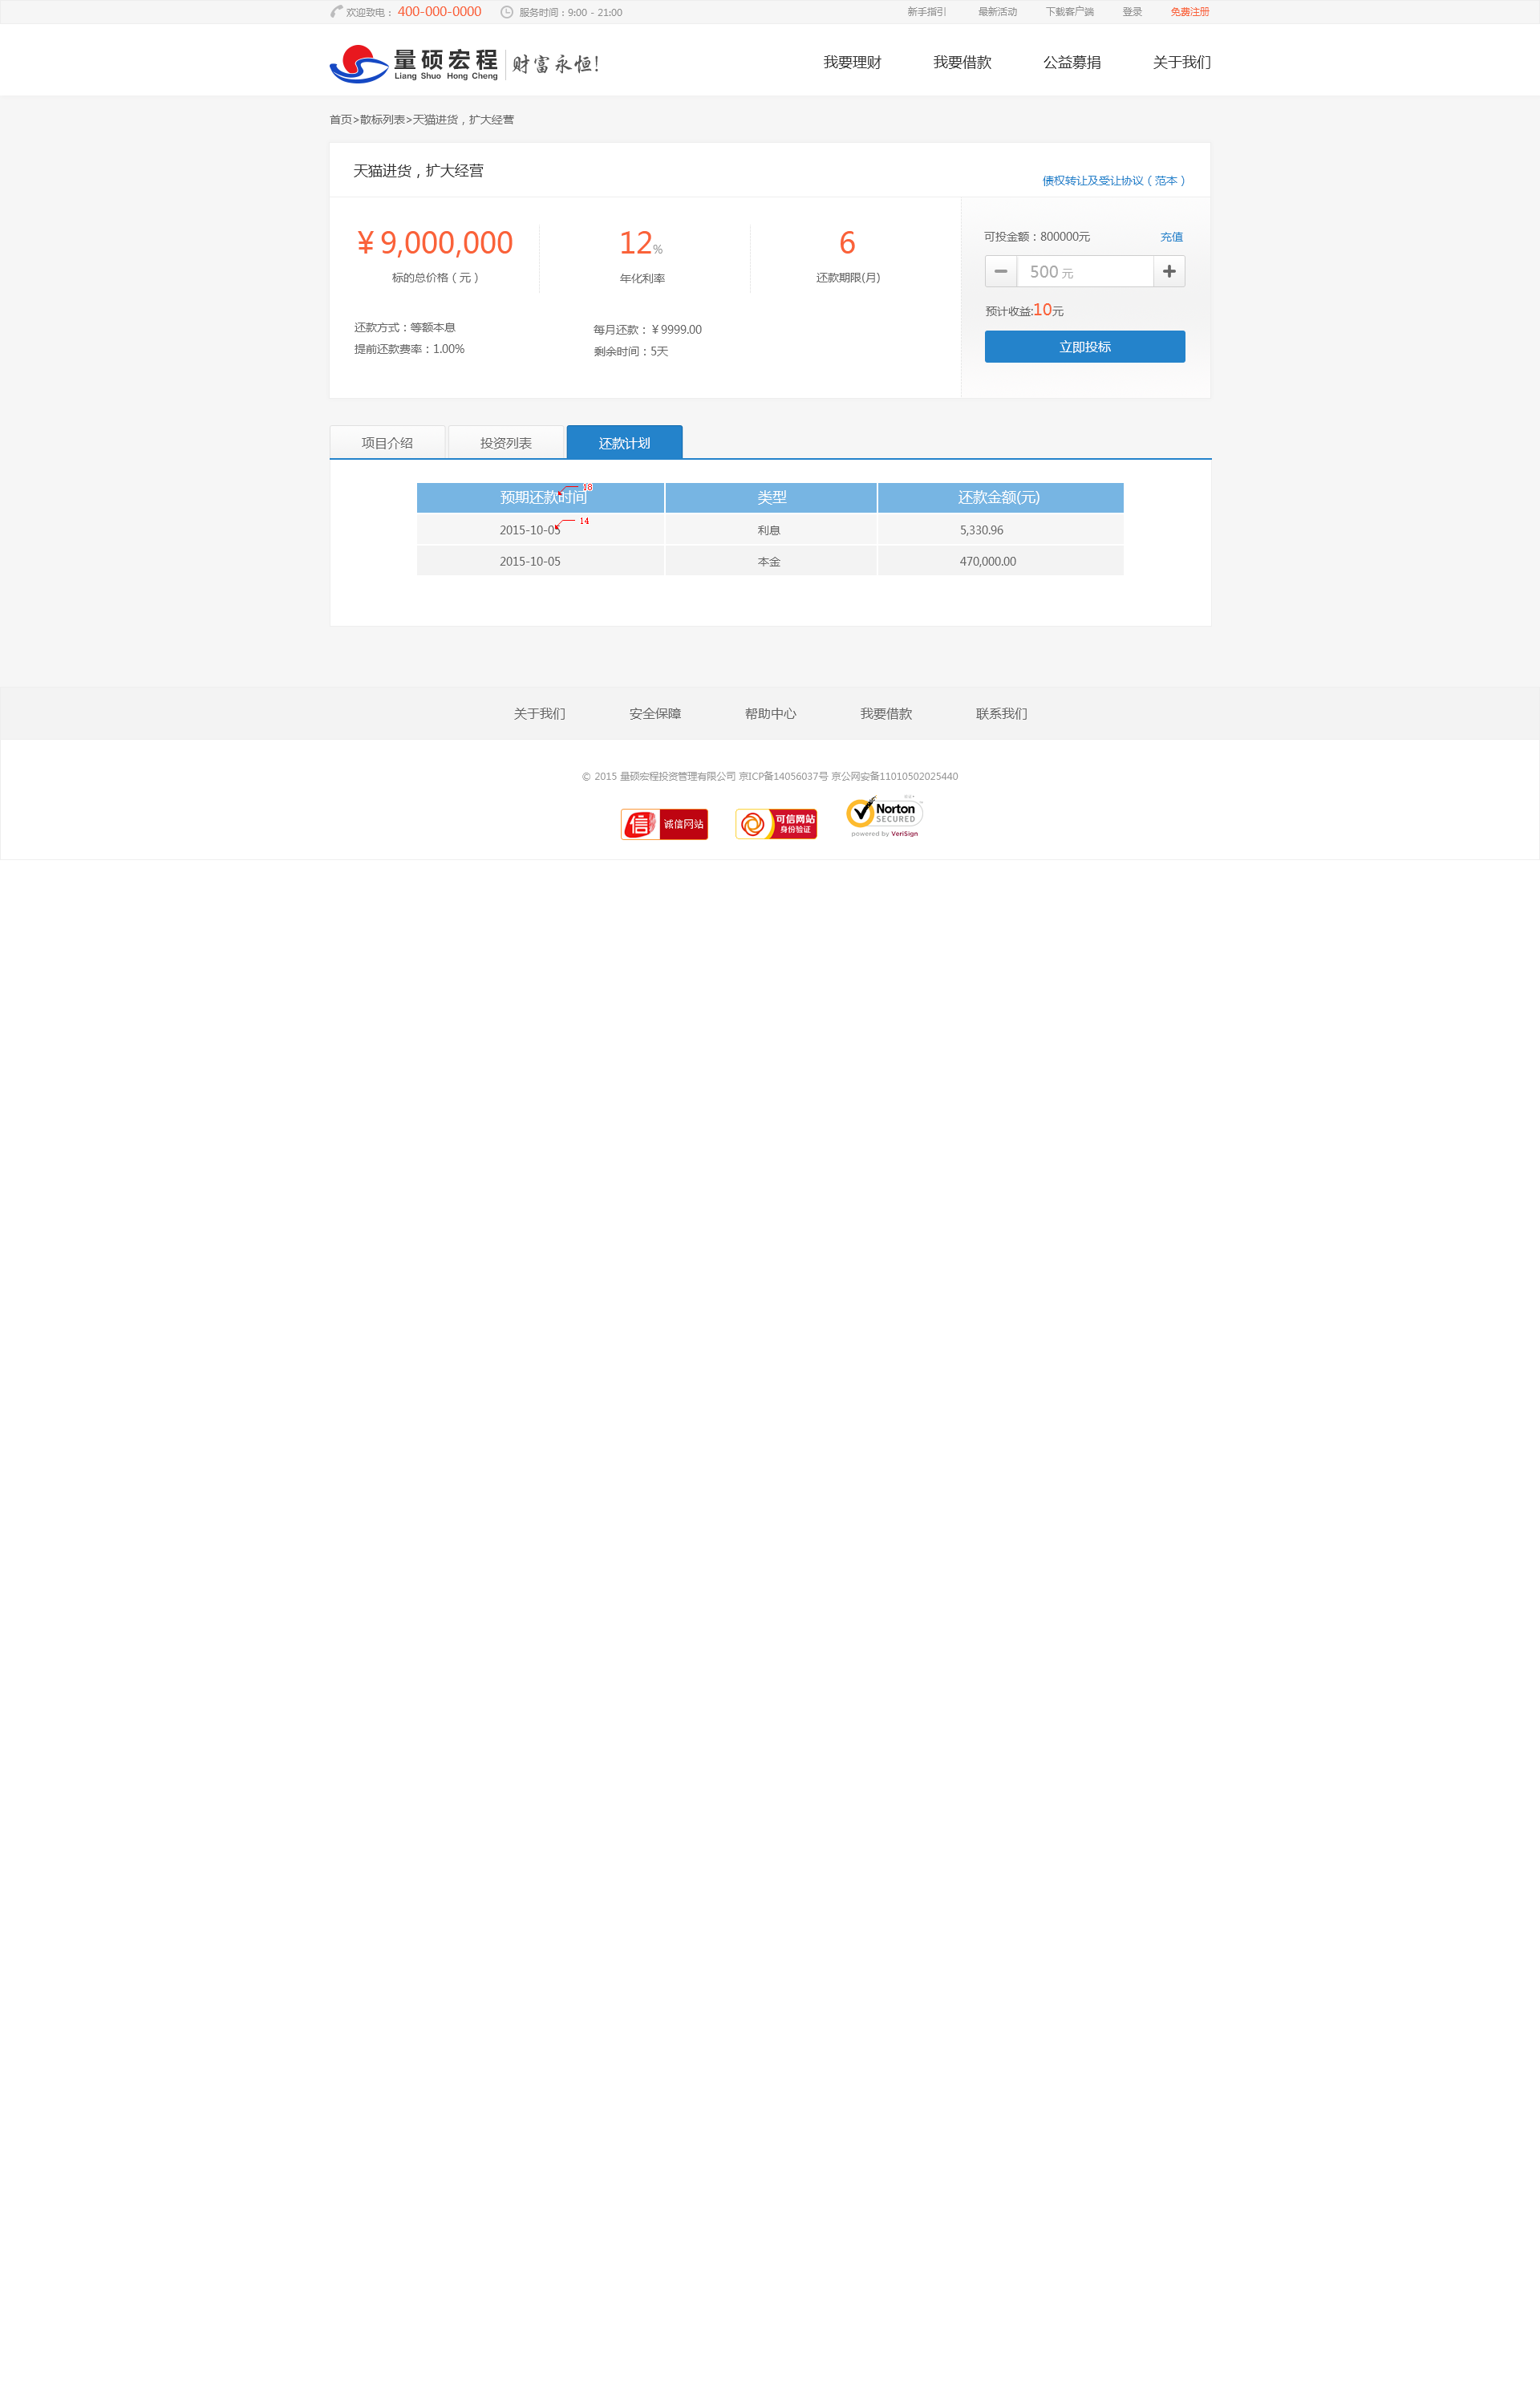 欢迎致电： 400-000-0000 服务时间：9:00 - 21:00 新手指引 最新活动 下载客户端 登录 免费注册
量硕宏程 财富永恒！ 我要理财 我要借款 公益募捐 关于我们
Liang Shuo Hong Cheng
首页>散标列表>天猫进货，扩大经营
天猫进货，扩大经营
债权转让及受让协议（范本）
￥9,000,000 12% 6
标的总价格（元） 年化利率 还款期限(月)
可投金额：800000元 充值
500 元
预计收益:10元
立即投标
还款方式：等额本息 每月还款：￥9999.00
提前还款费率：1.00% 剩余时间：5天
项目介绍 投资列表 还款计划
预期还款时间 18 类型 还款金额(元)
2015-10-05 14 利息 5,330.96
2015-10-05 本金 470,000.00
关于我们 安全保障 帮助中心 我要借款 联系我们
© 2015 量硕宏程投资管理有限公司 京ICP备14056037号 京公网安备11010502025440
信 诚信网站
可信网站
身份验证
Norton
SECURED
powered by VeriSign